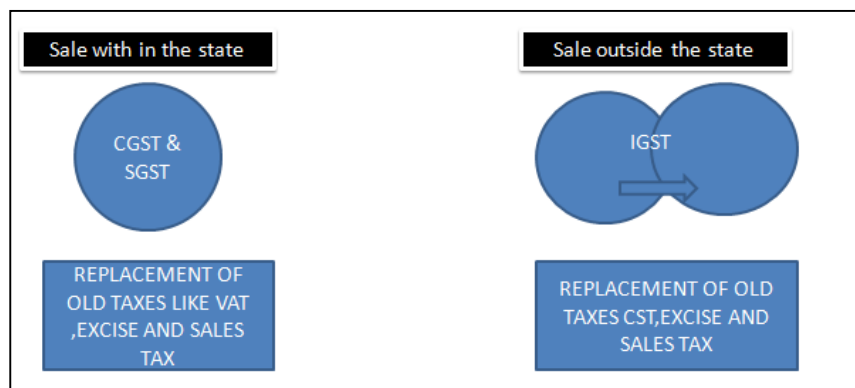 Sale with in the state
CGST &
SGST
REPLACEMENT OF
OLD TAXES LIKE VAT
,EXCISE AND SALES
TAX
Sale outside the state
IGST
REPLACEMENT OF OLD
TAXES CST,EXCISE AND
SALES TAX